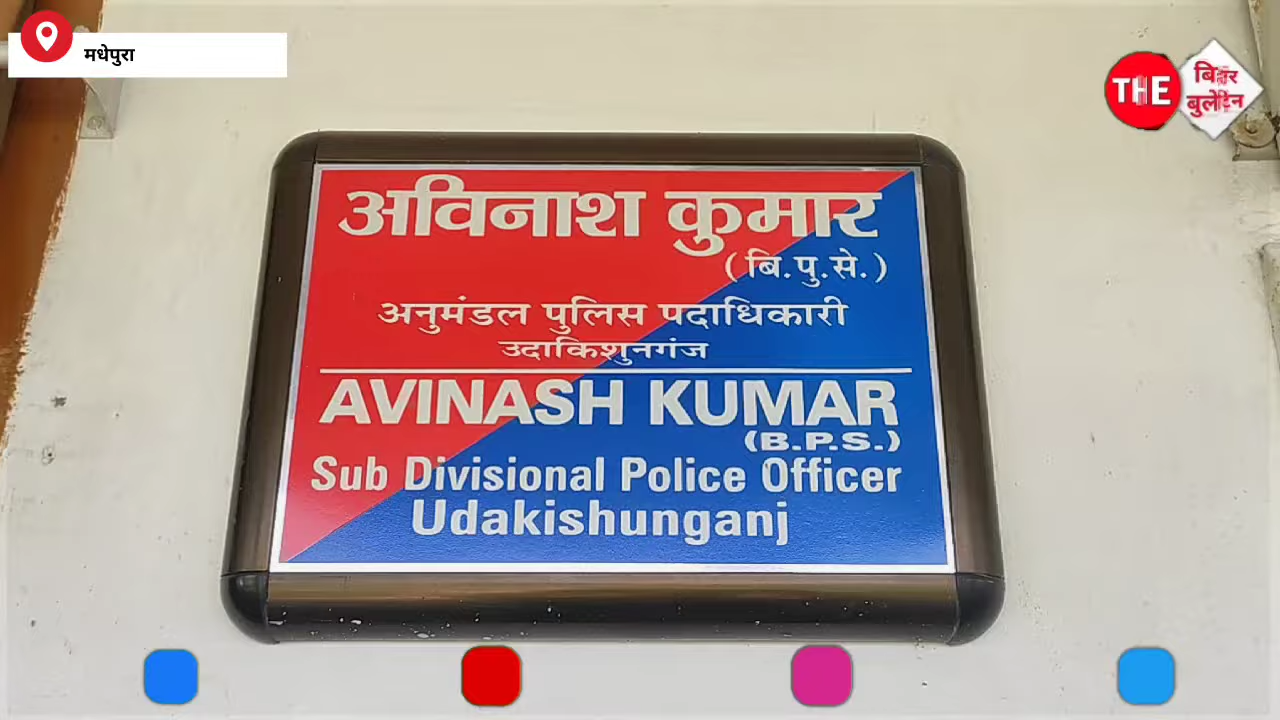 मधेपुरा
THE
बिहार
बुलेटिन
अविनाश कुमार
(बि.पु.से.)
अनुमंडल पुलिस पदाधिकारी
उदाकिशुनगंज
AVINASH KUMAR
(B.P.S.)
Sub Divisional Police Officer
Udakishunganj